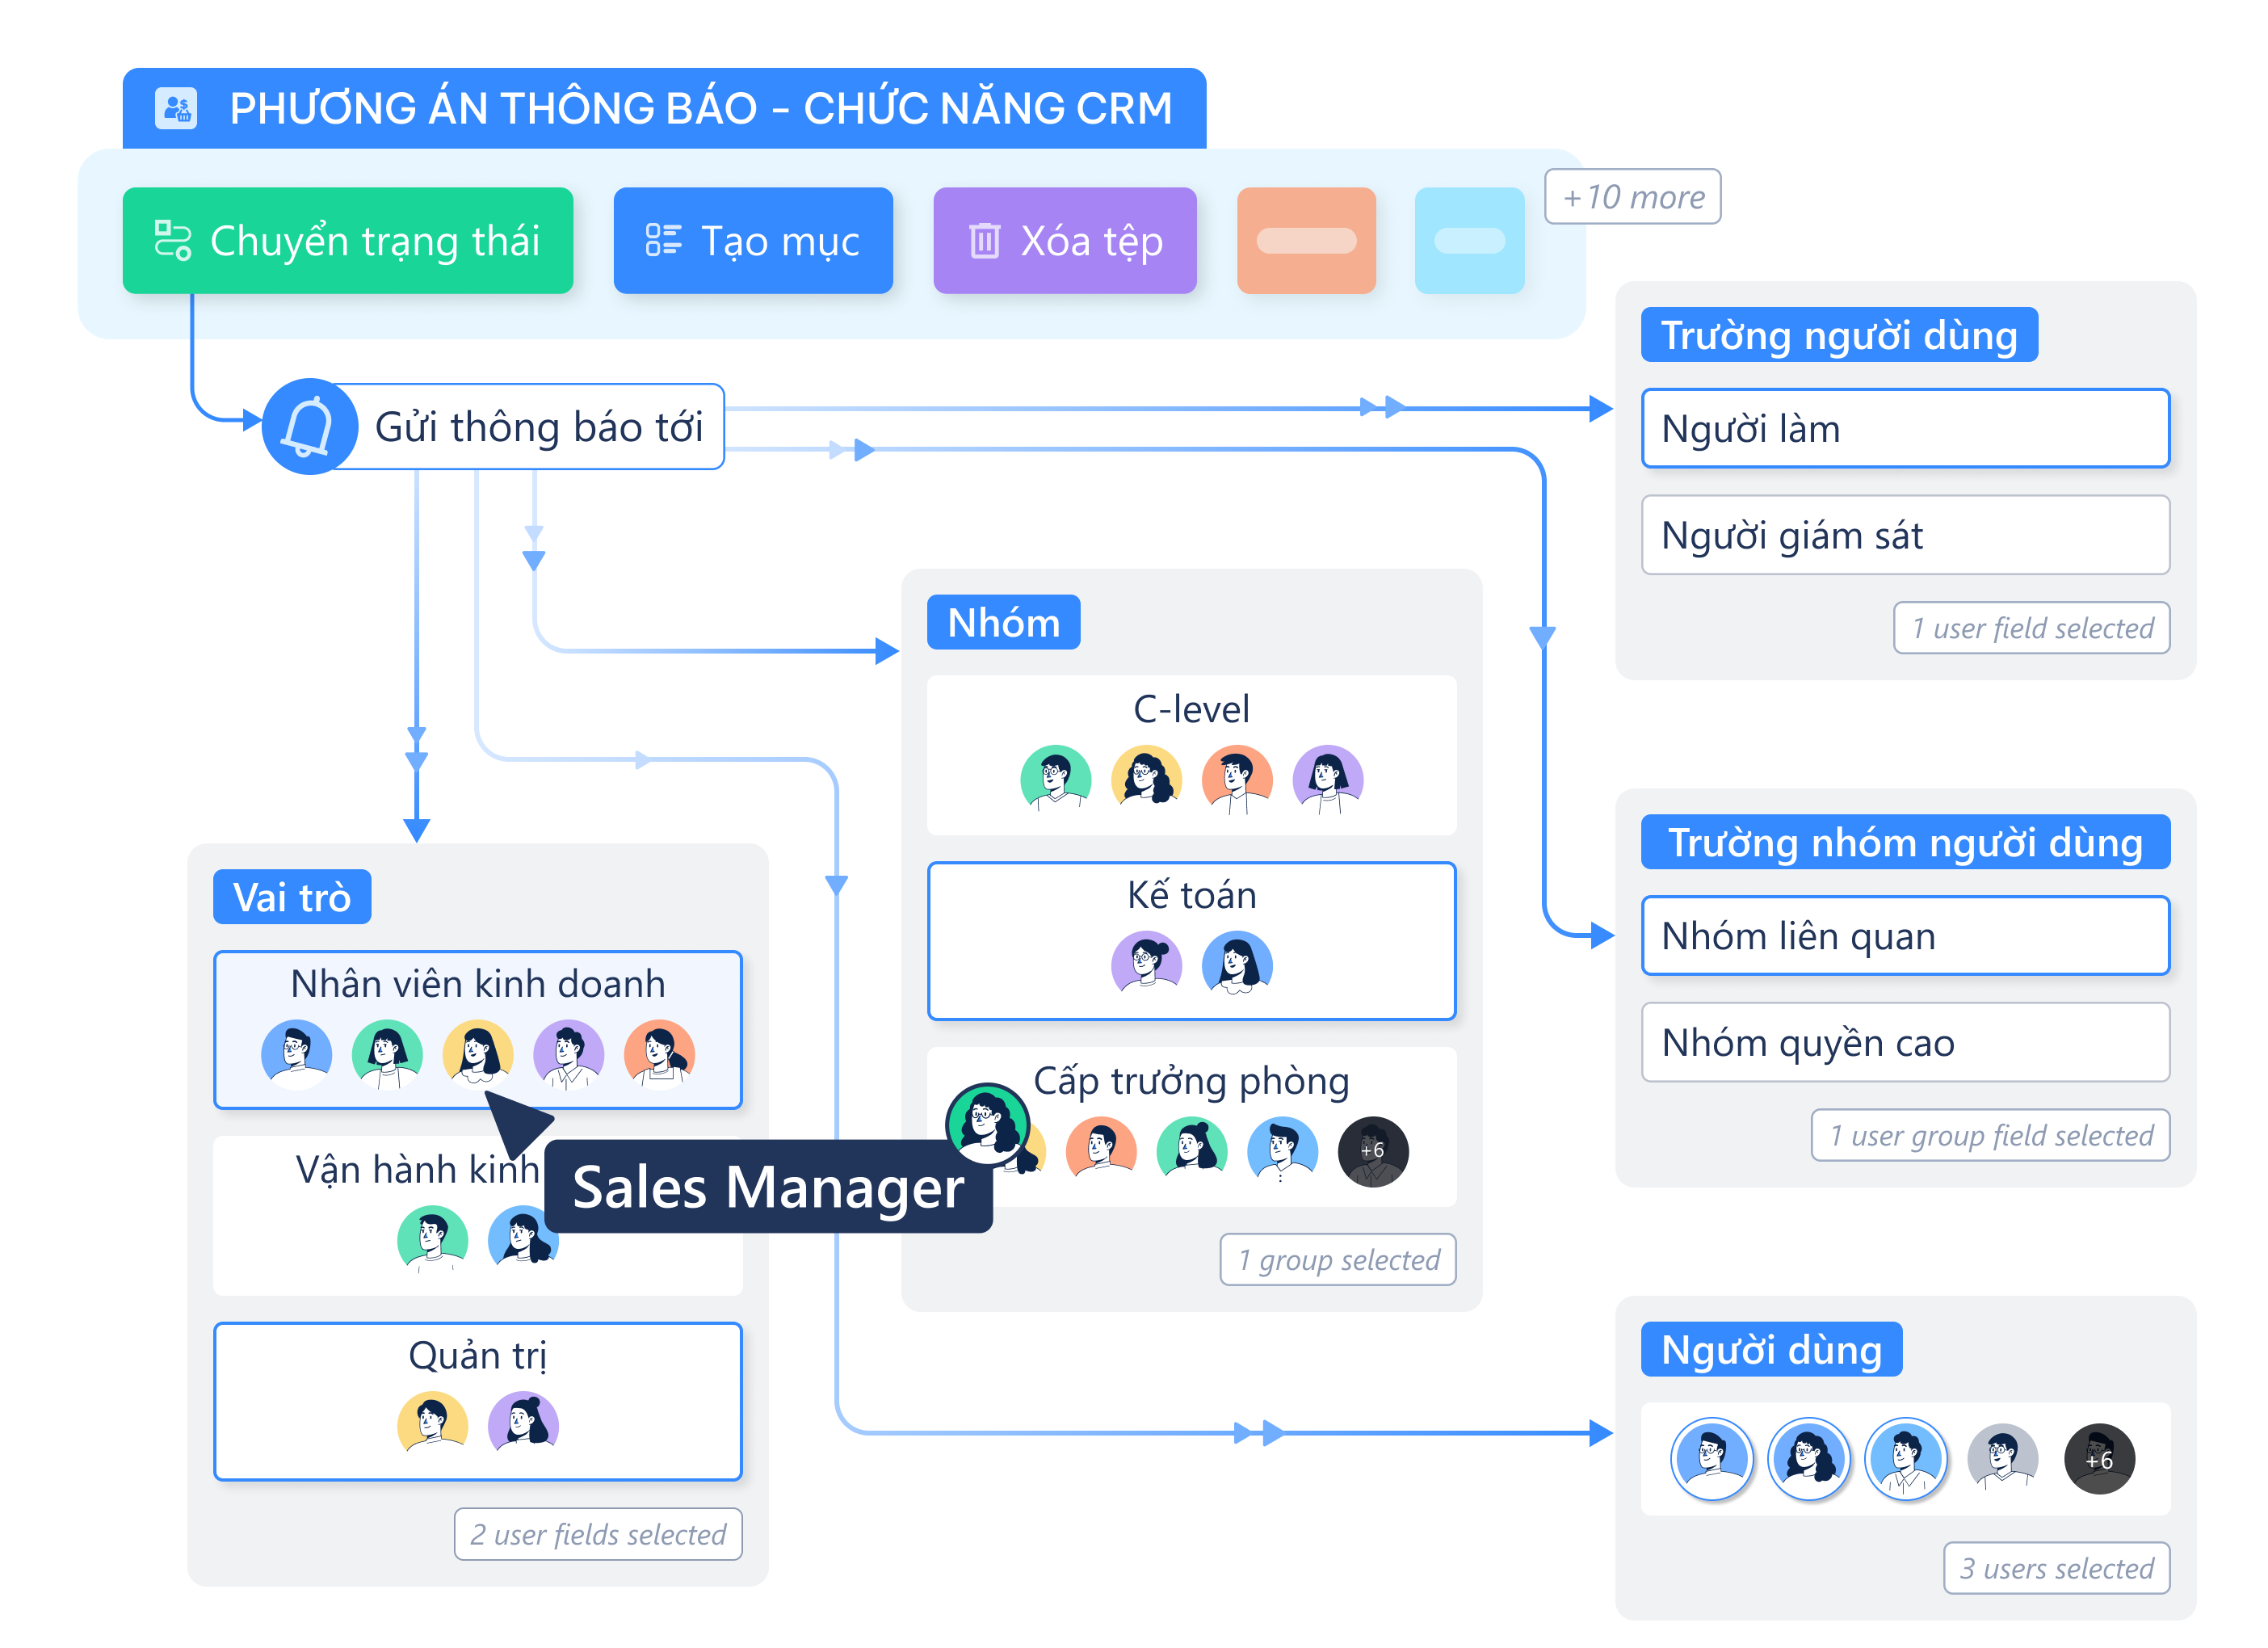 PHƯƠNG ÁN THÔNG BÁO - CHỨC NĂNG CRM
Chuyển trạng thái
Tạo mục
Xóa tệp
+10 more
Gửi thông báo tới
Trường người dùng
Người làm
Người giám sát
1 user field selected
Nhóm
C-level
Kế toán
Cấp trưởng phòng
+6
1 group selected
Trường nhóm người dùng
Nhóm liên quan
Nhóm quyền cao
1 user group field selected
Vai trò
Nhân viên kinh doanh
Vận hành kinh
Sales Manager
Quản trị
2 user fields selected
Người dùng
+6
3 users selected